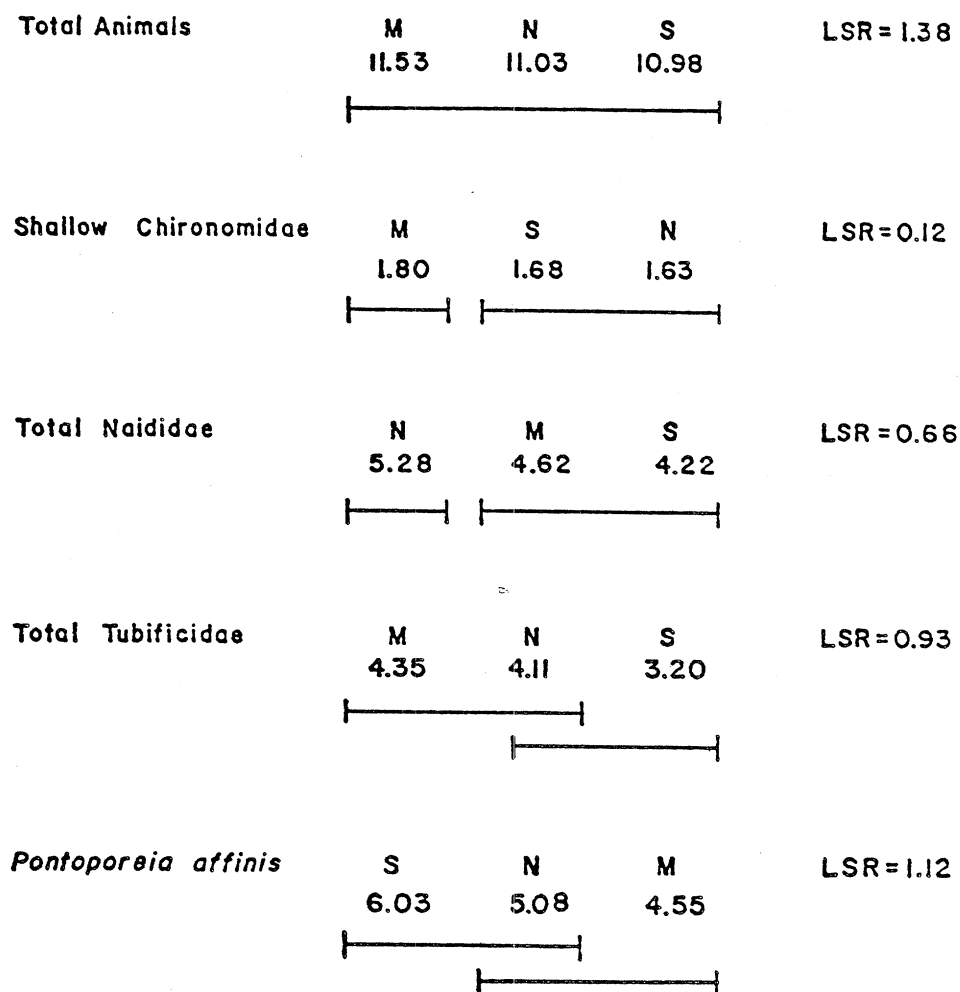 Total Animals M N S LSR=1.38
11.53 11.03 10.98
Shallow Chironomidae M S N LSR=0.12
1.80 1.68 1.63
Total Naididae N M S LSR=0.66
5.28 4.62 4.22
Total Tubificidae M N S LSR=0.93
4.35 4.11 3.20
Pontoporeia affinis S N M LSR=1.12
6.03 5.08 4.55